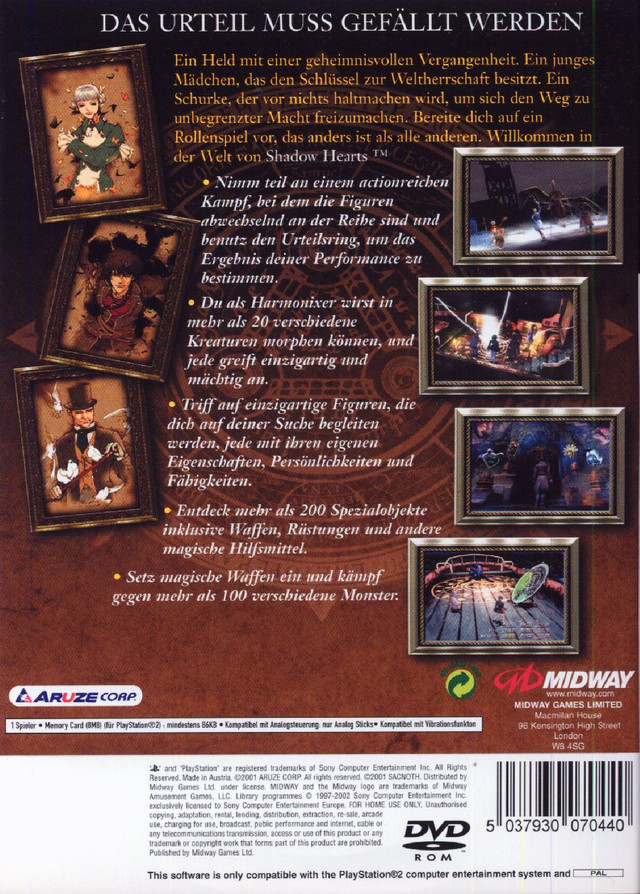 DAS URTEIL MUSS GEFÄLLT WERDEN
Ein Held mit einer geheimnisvollen Vergangenheit. Ein junges
Mädchen, das den Schlüssel zur Weltherrschaft besitzt. Ein
Schurke, der vor nichts haltmachen wird, um sich den Weg zu
unbegrenzter Macht freizumachen. Bereite dich auf ein
Rollenspiel vor, das anders ist als alle anderen. Willkommen in
der Welt von Shadow Hearts ™
• Nimm teil an einem actionreichen
Kampf, bei dem die Figuren
abwechselnd an der Reihe sind und
benutz den Urteilsring, um das
Ergebnis deiner Performance zu
bestimmen.
• Du als Harmonixer wirst in
mehr als 20 verschiedene
Kreaturen morphen können, und
jede greift einzigartig und
mächtig an.
• Triff auf einzigartige Figuren, die
dich auf deiner Suche begleiten
werden, jede mit ihren eigenen
Eigenschaften, Persönlichkeiten und
Fähigkeiten.
• Entdeck mehr als 200 Spezialobjekte
inklusive Waffen, Rüstungen und andere
magische Hilfsmittel.
• Setz magische Waffen ein und kämpf
gegen mehr als 100 verschiedene Monster.
ARUZE CORP.
MIDWAY
www.midway.com
MIDWAY GAMES LIMITED
Macmillan House
96 Kensington High Street
London
W8 4SG
1 Spieler • Memory Card (8MB) (für PlayStation®2) : mindestens 86KB • Kompatibel mit Analogsteuerung: nur Analog Sticks• Kompatibel mit Vibrationsfunktion
and "PlayStation" are registered trademarks of Sony Computer Entertainment Inc. All Rights
Reserved. Made in Austria. ©2001 ARUZE CORP. All rights reserved. ©2001 SACNOTH. Distributed by
Midway Games Ltd. under license. MIDWAY and the Midway logo are trademarks of Midway
Amusement Games, LLC. Library programmes © 1997-2002 Sony Computer Entertainment Inc.
exclusively licensed to Sony Computer Entertainment Europe. FOR HOME USE ONLY. Unauthorised
copying, adaptation, rental, lending, distribution, extraction, re-sale, arcade
use, charging for use, broadcast, public performance and internet, cable or
any telecommunications transmission, access or use of this product or any
trademark or copyright work that forms part of this product are prohibited.
Published by Midway Games Ltd.
DVD
ROM
5 037930 070440
This software is only compatible with the PlayStation®2 computer entertainment system and PAL